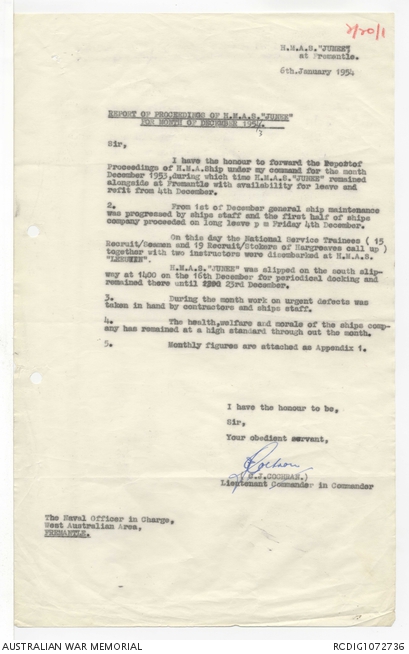 2/20/1
H.M.A.S. "JUNEE"
at Fremantle.
6th.January 1954
REPORT OF PROCEEDINGS OF H.M.A.S. "JUNEE"
FOR MONTH OF DECEMBER 1954.
3
Sir,
I have the honour to forward the Reportof
Proceedings of H.M.A.Ship under my command for the month
December 1953,during which time H.M.A.S."JUNEE" remained
alongside at Fremantle with availability for leave and
refit from 4th December.
2. From 1st of December general ship maintenance
was progressed by ships staff and the first half of ships
company proceeded on long leave p m Friday 4th December.
On this day the National Service Trainees ( 15
Recruit/Seamen and 19 Recruit/Stokers of Hargreaves call up )
together with two instructors were disembarked at H.M.A.S.
"LEEUWIN".
H.M.A.S. "JUNEE" was slipped on the south slip-
way at 1400 on the 16th December for periodical docking and
remained there until 23rd December.
3. During the month work on urgent defects was
taken in hand by contractors and ships staff.
4. The health,welfare and morale of the ships comp-
any has remained at a high standard through out the month.
5. Monthly figures are attached as Appendix 1.
I have the honour to be,
Sir,
Your obedient servant,
J.COCHRAN.)
Lieutenant Commander in Commander
The Naval Officer in Charge,
West Australian Area,
FREMANTLE.
AUSTRALIAN WAR MEMORIAL
RCDIG1072736